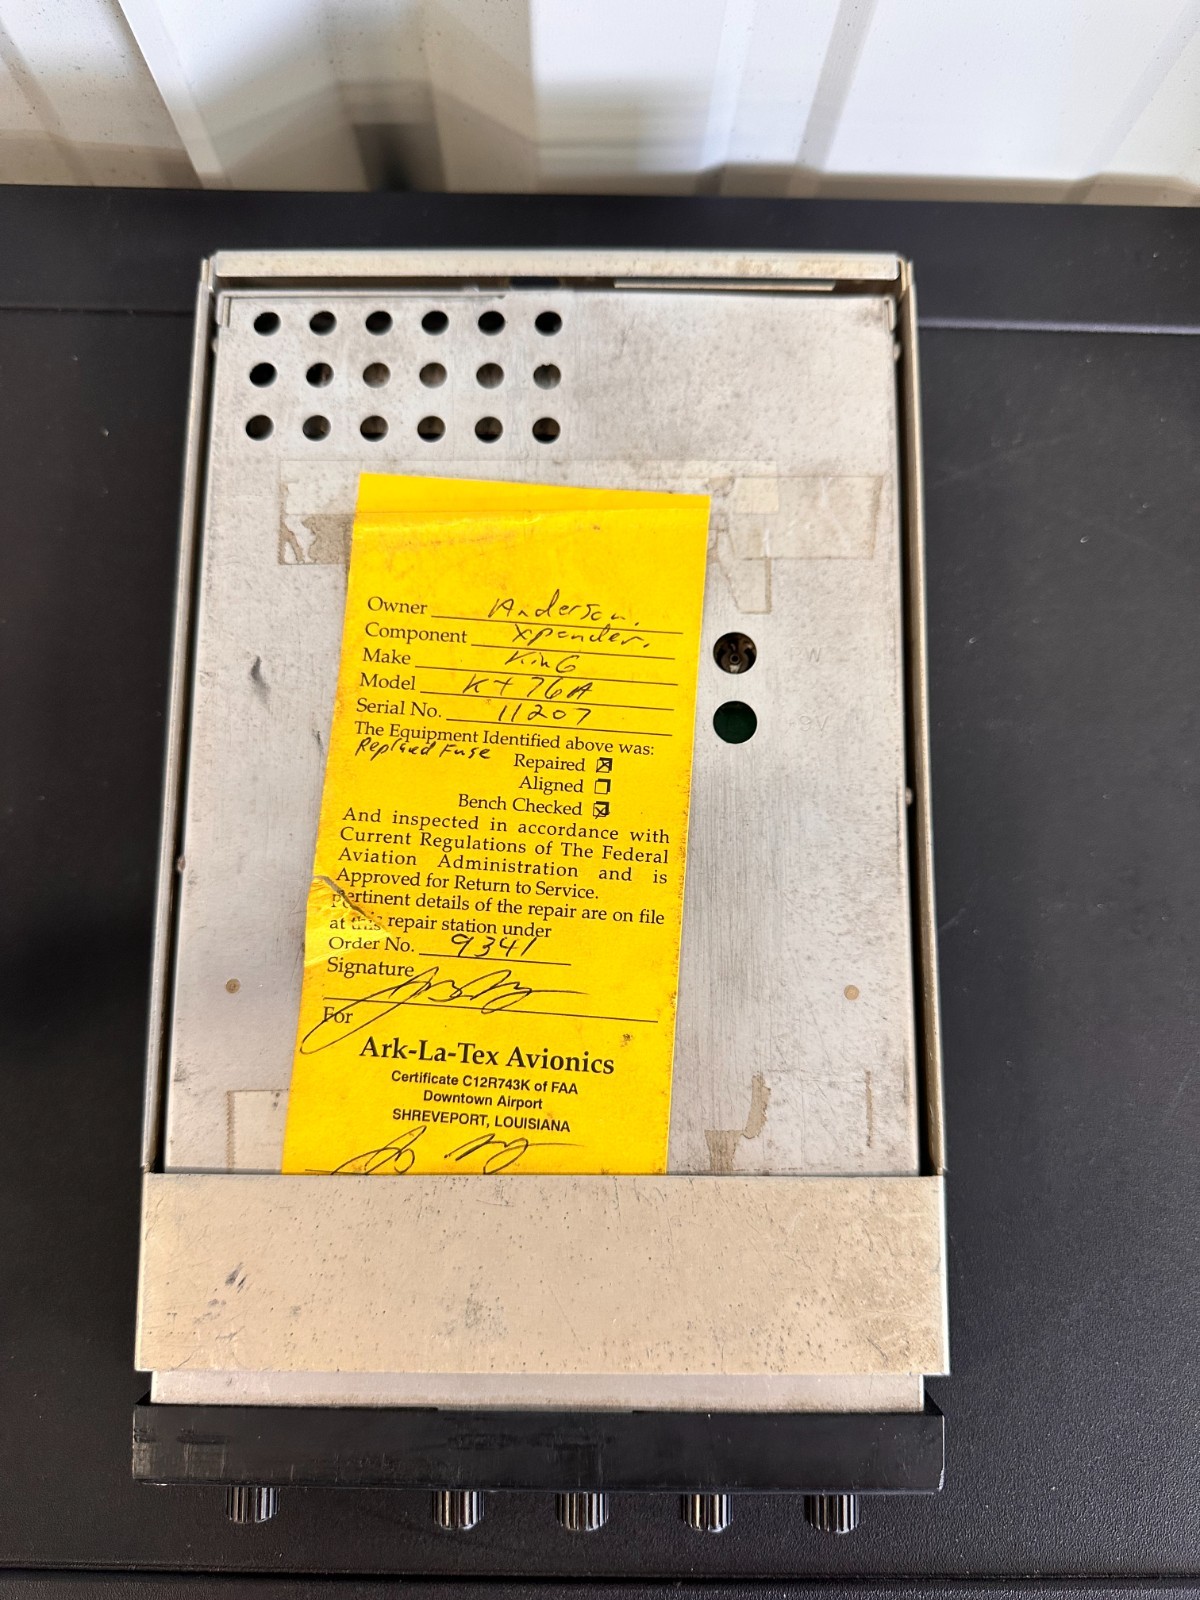 Owner Anderson.
Component Xponder.
Make KinG
Model KT 76A
Serial No. 11207
The Equipment Identified above was:
Replaced Fuse
Repaired ☒
Aligned ☐
Bench Checked ☒
And inspected in accordance with
Current Regulations of The Federal
Aviation Administration and is
Approved for Return to Service.
Pertinent details of the repair are on file
at this repair station under
Order No. 9341
Signature
For
Ark-La-Tex Avionics
Certificate C12R743K of FAA
Downtown Airport
SHREVEPORT, LOUISIANA